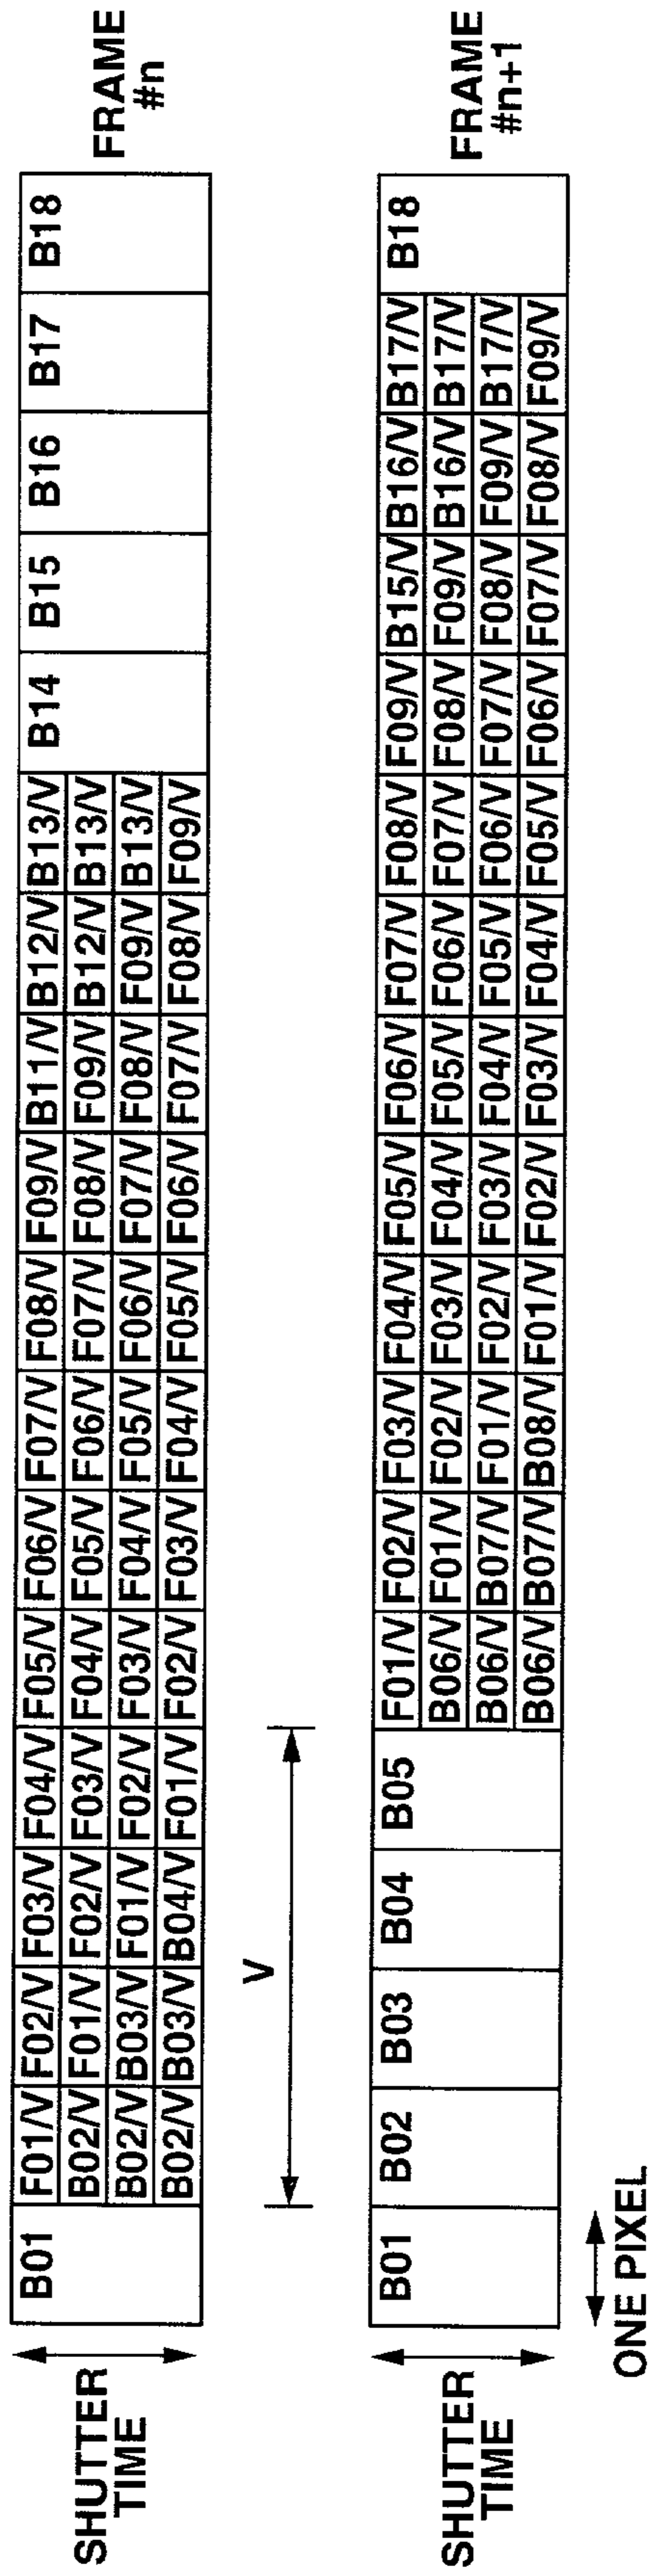 B01 F01/V F02/V F03/V F04/V F05/V F06/V F07/V F08/V F09/V B11/V B12/V B13/V B14 B15 B16 B17 B18
B02/V F01/V F02/V F03/V F04/V F05/V F06/V F07/V F08/V F09/V B12/V B13/V
B02/V B03/V F01/V F02/V F03/V F04/V F05/V F06/V F07/V F08/V F09/V B13/V
B02/V B03/V B04/V F01/V F02/V F03/V F04/V F05/V F06/V F07/V F08/V F09/V
SHUTTER
TIME
FRAME
#n
V
B01 B02 B03 B04 B05 F01/V F02/V F03/V F04/V F05/V F06/V F07/V F08/V F09/V B15/V B16/V B17/V B18
B06/V F01/V F02/V F03/V F04/V F05/V F06/V F07/V F08/V F09/V B16/V B17/V
B06/V B07/V F01/V F02/V F03/V F04/V F05/V F06/V F07/V F08/V F09/V B17/V
B06/V B07/V B08/V F01/V F02/V F03/V F04/V F05/V F06/V F07/V F08/V F09/V
SHUTTER
TIME
FRAME
#n+1
ONE PIXEL